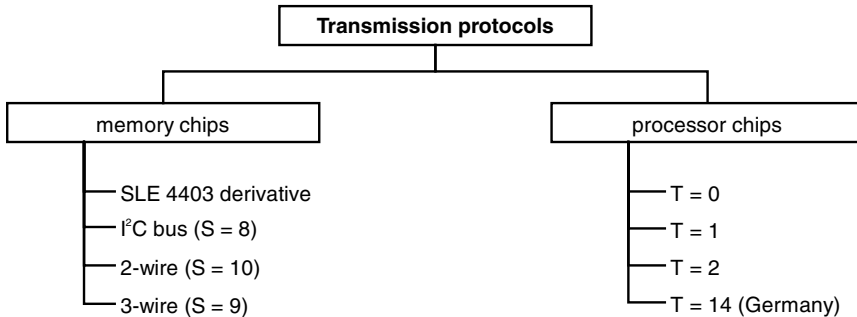 Transmission protocols
memory chips
SLE 4403 derivative
I²C bus (S = 8)
2-wire (S = 10)
3-wire (S = 9)
processor chips
T = 0
T = 1
T = 2
T = 14 (Germany)